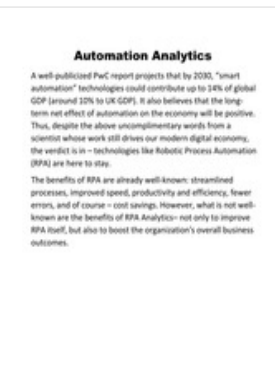 Automation Analytics
A well-publicized PwC report projects that by 2030, “smart
automation” technologies could contribute up to 14% of global
GDP (around 10% to UK GDP). It also believes that the long-
term net effect of automation on the economy will be positive.
Thus, despite the above uncomplimentary words from a
scientist whose work still drives our modern digital economy,
the verdict is in – technologies like Robotic Process Automation
(RPA) are here to stay.
The benefits of RPA are already well-known: streamlined
processes, improved speed, productivity and efficiency, fewer
errors, and of course – cost savings. However, what is not well-
known are the benefits of RPA Analytics– not only to improve
RPA itself, but also to boost the organization’s overall business
outcomes.